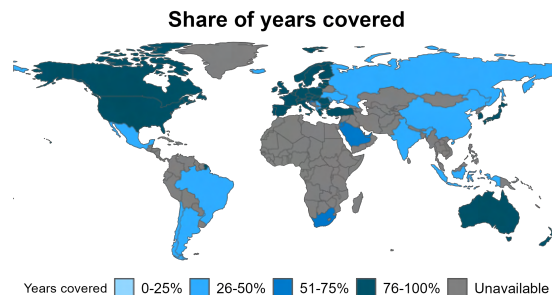 Share of years covered
Years covered 0-25% 26-50% 51-75% 76-100% Unavailable